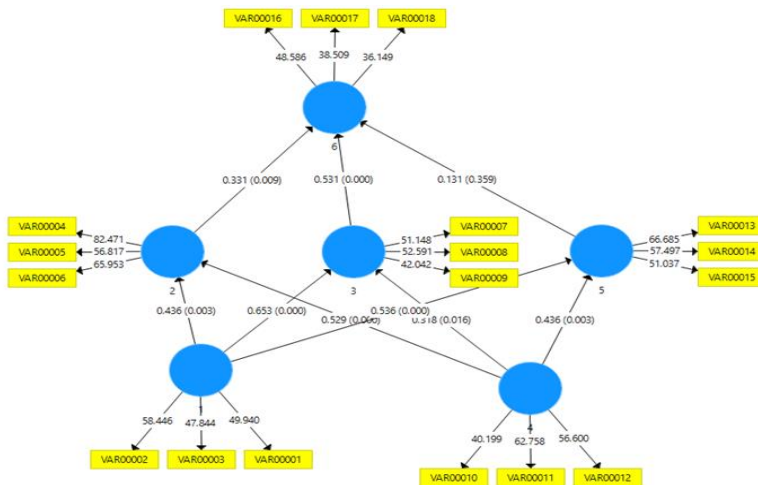 VAR00016 VAR00017 VAR00018
48.586 38.509 36.149
6
0.331 (0.009) 0.531 (0.000) 0.131 (0.359)
VAR00004 VAR00007 VAR00013
82.471 51.148 66.685
VAR00005 56.817 52.591 VAR00008 57.497 VAR00014
VAR00006 65.953 42.042 VAR00009 51.037 VAR00015
2 3 5
0.436 (0.003) 0.653 (0.000) 0.536 (0.000) 0.436 (0.003)
0.529 (0.000) 0.318 (0.016)
1 4
58.446 47.844 49.940 40.199 62.758 56.600
VAR00002 VAR00003 VAR00001
VAR00010 VAR00011 VAR00012